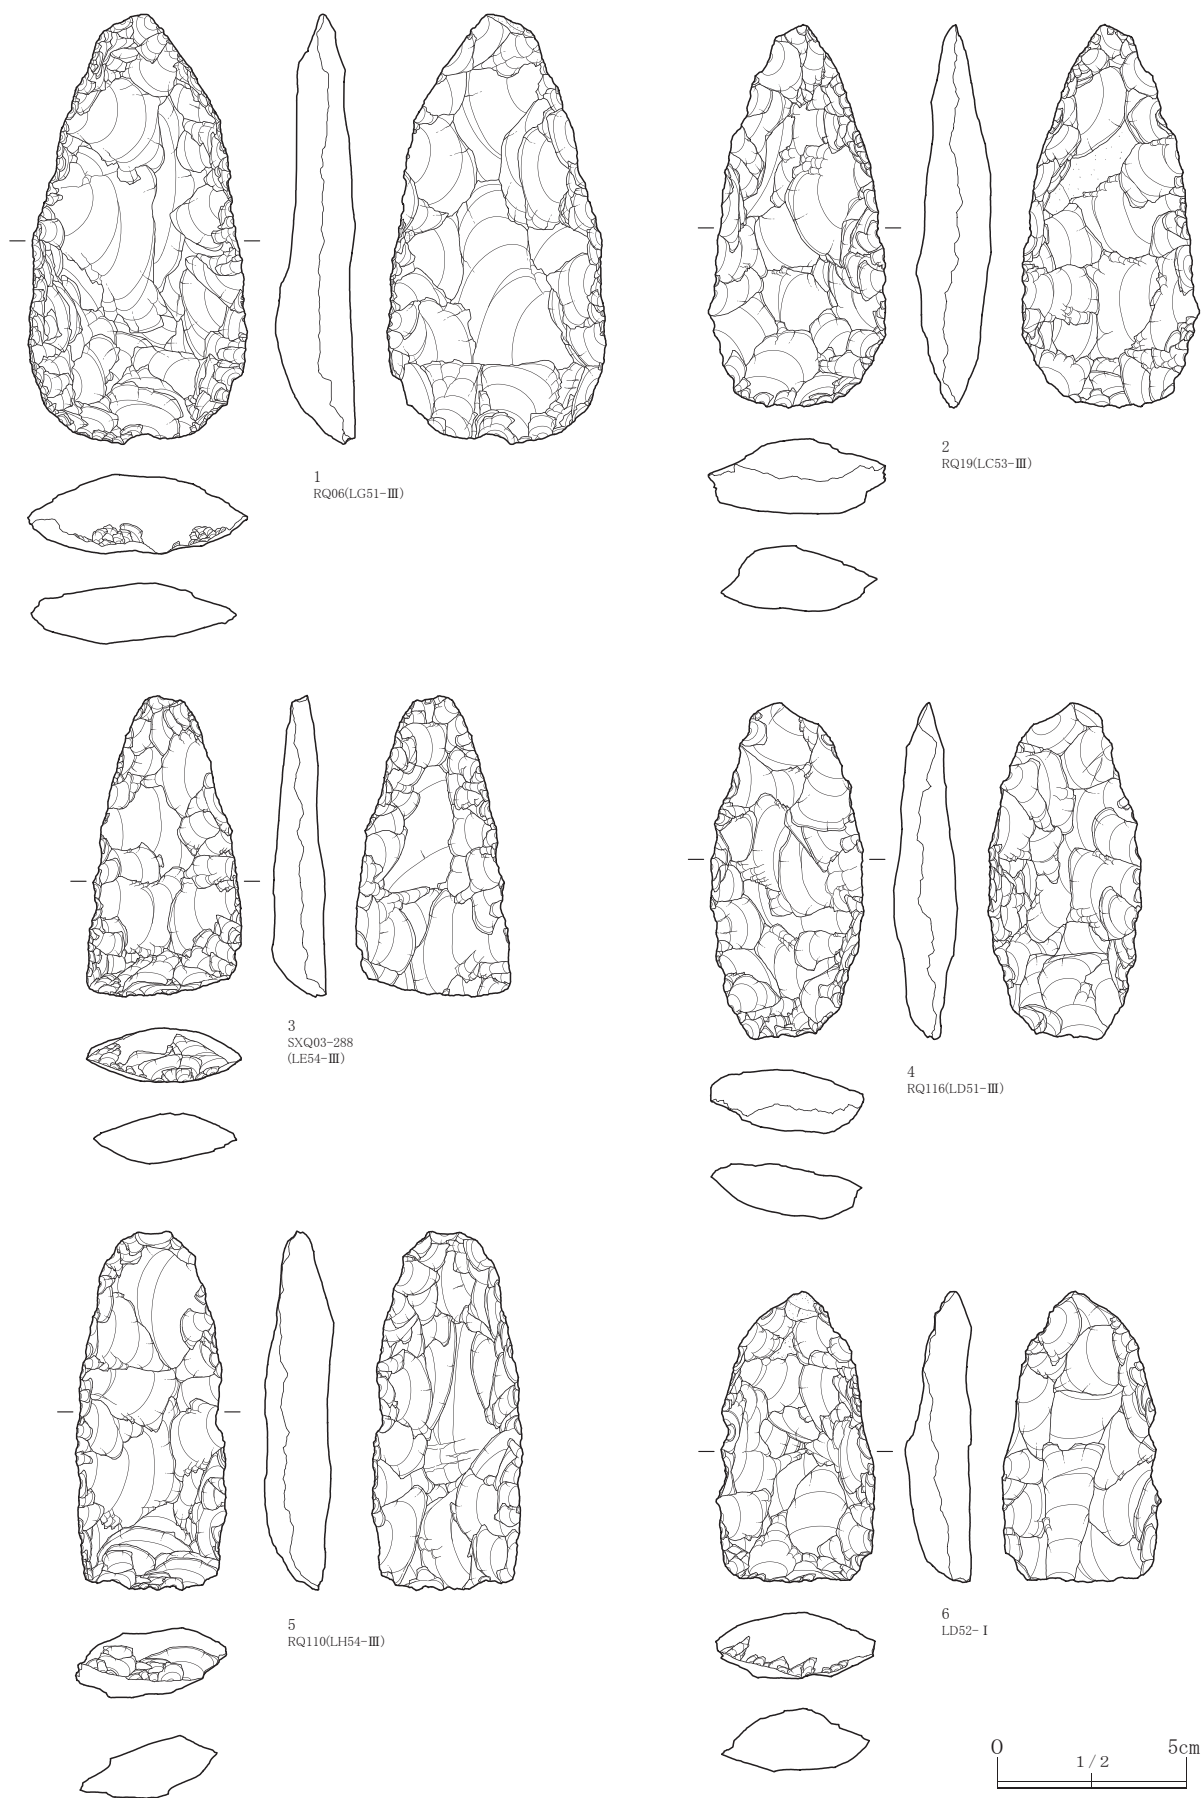 1
RQ06(LG51-Ⅲ)
2
RQ19(LC53-Ⅲ)
3
SXQ03-288
(LE54-Ⅲ)
4
RQ116(LD51-Ⅲ)
5
RQ110(LH54-Ⅲ)
6
LD52-Ⅰ
0 1/2 5cm